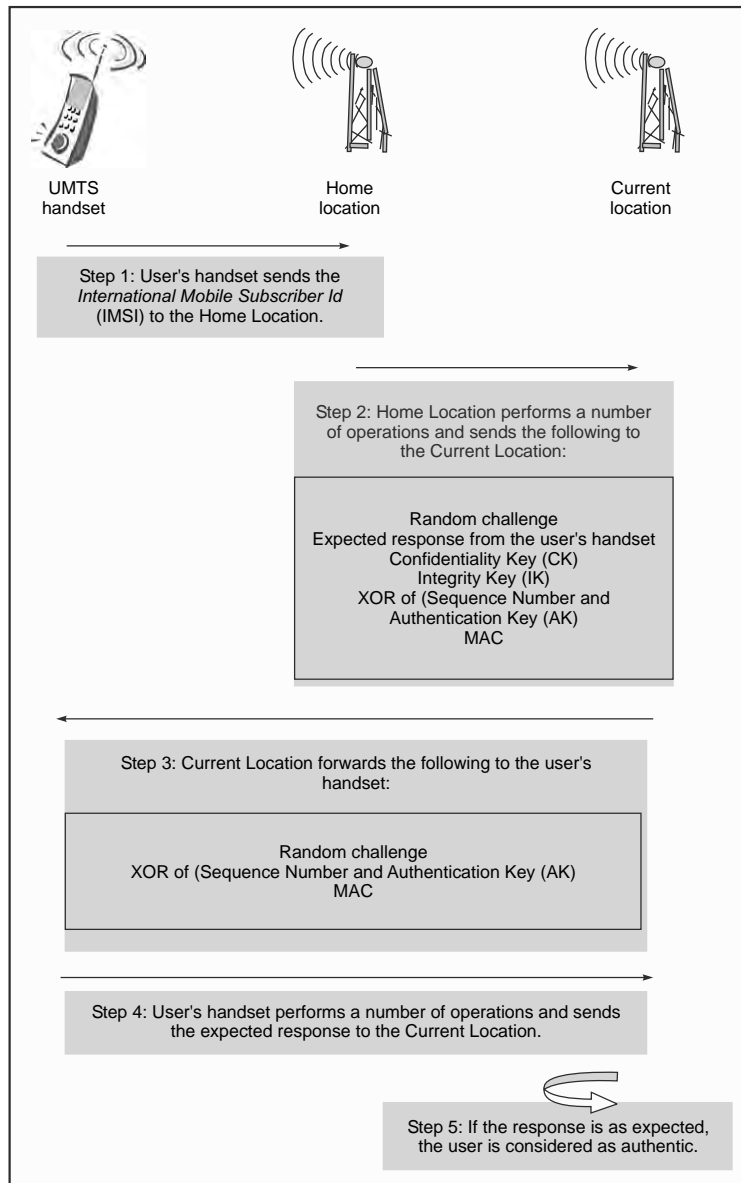 UMTS
handset
Home
location
Current
location
Step 1: User's handset sends the
International Mobile Subscriber Id
(IMSI) to the Home Location.
Step 2: Home Location performs a number
of operations and sends the following to
the Current Location:
Random challenge
Expected response from the user's handset
Confidentiality Key (CK)
Integrity Key (IK)
XOR of (Sequence Number and
Authentication Key (AK)
MAC
Step 3: Current Location forwards the following to the user's
handset:
Random challenge
XOR of (Sequence Number and Authentication Key (AK)
MAC
Step 4: User's handset performs a number of operations and sends
the expected response to the Current Location.
Step 5: If the response is as expected,
the user is considered as authentic.